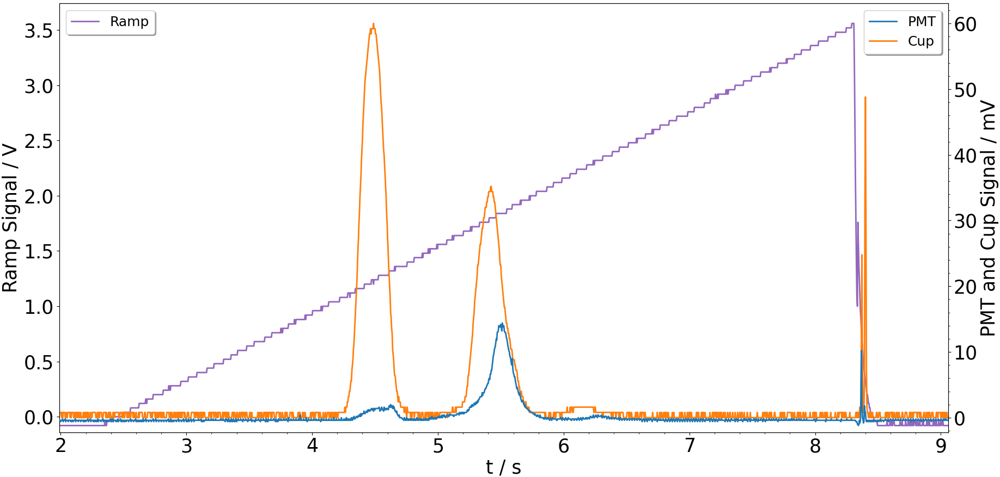 Ramp
PMT
Cup
3.5
3.0
2.5
2.0
1.5
1.0
0.5
0.0
Ramp Signal / V
60
50
40
30
20
10
0
PMT and Cup Signal / mV
2 3 4 5 6 7 8 9
t / s